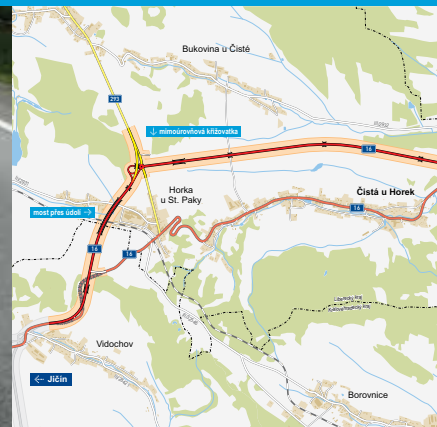 Bukovina u Čisté
293
↓ mimoúrovňová křižovatka
16
16
Horka
u St. Paky
Čistá u Horek
most přes údolí →
16
16
16
Vidochov
← Jičín
Borovnice